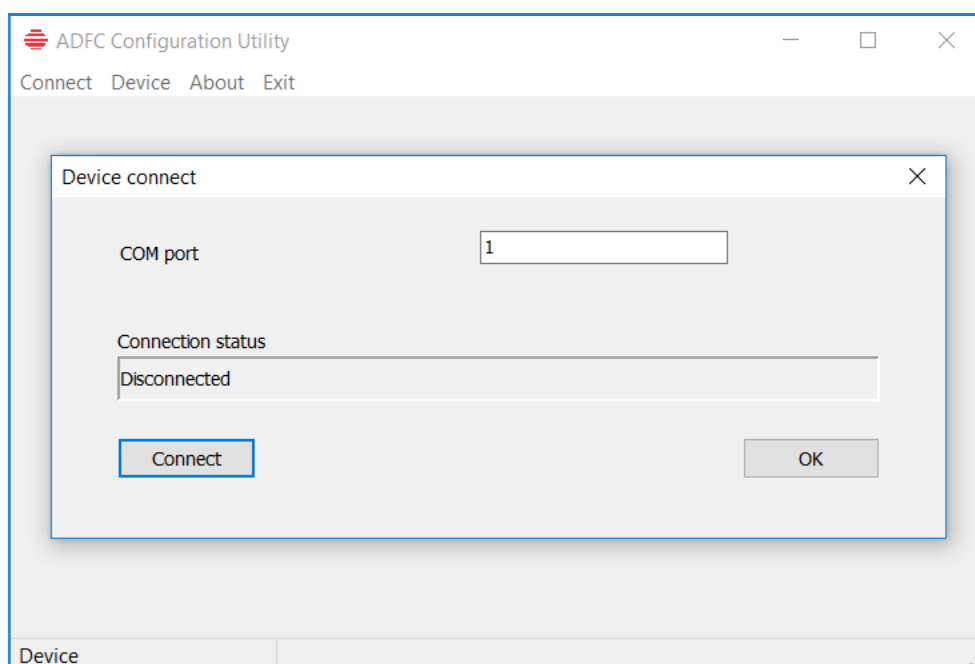 ADFC Configuration Utility
Connect Device About Exit
Device connect
COM port 1
Connection status
Disconnected
Connect OK
Device